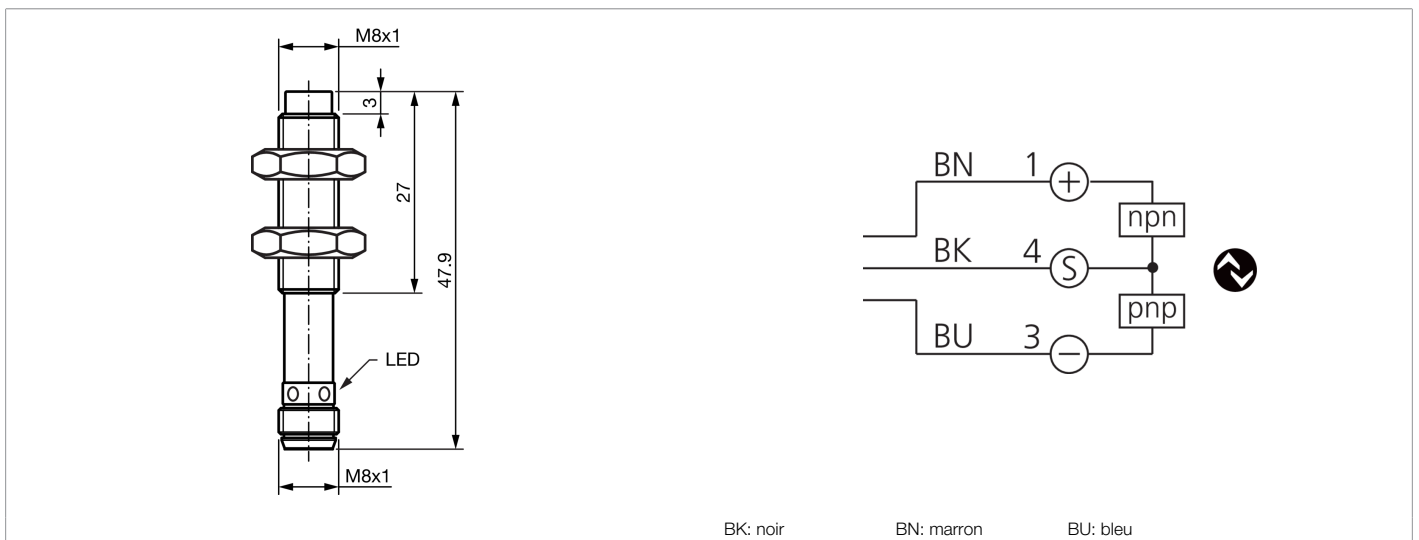 M8x1
3
27
47.9
LED
M8x1
BN 1 +
npn
BK 4 S
pnp
BU 3 −
BK: noir BN: marron BU: bleu